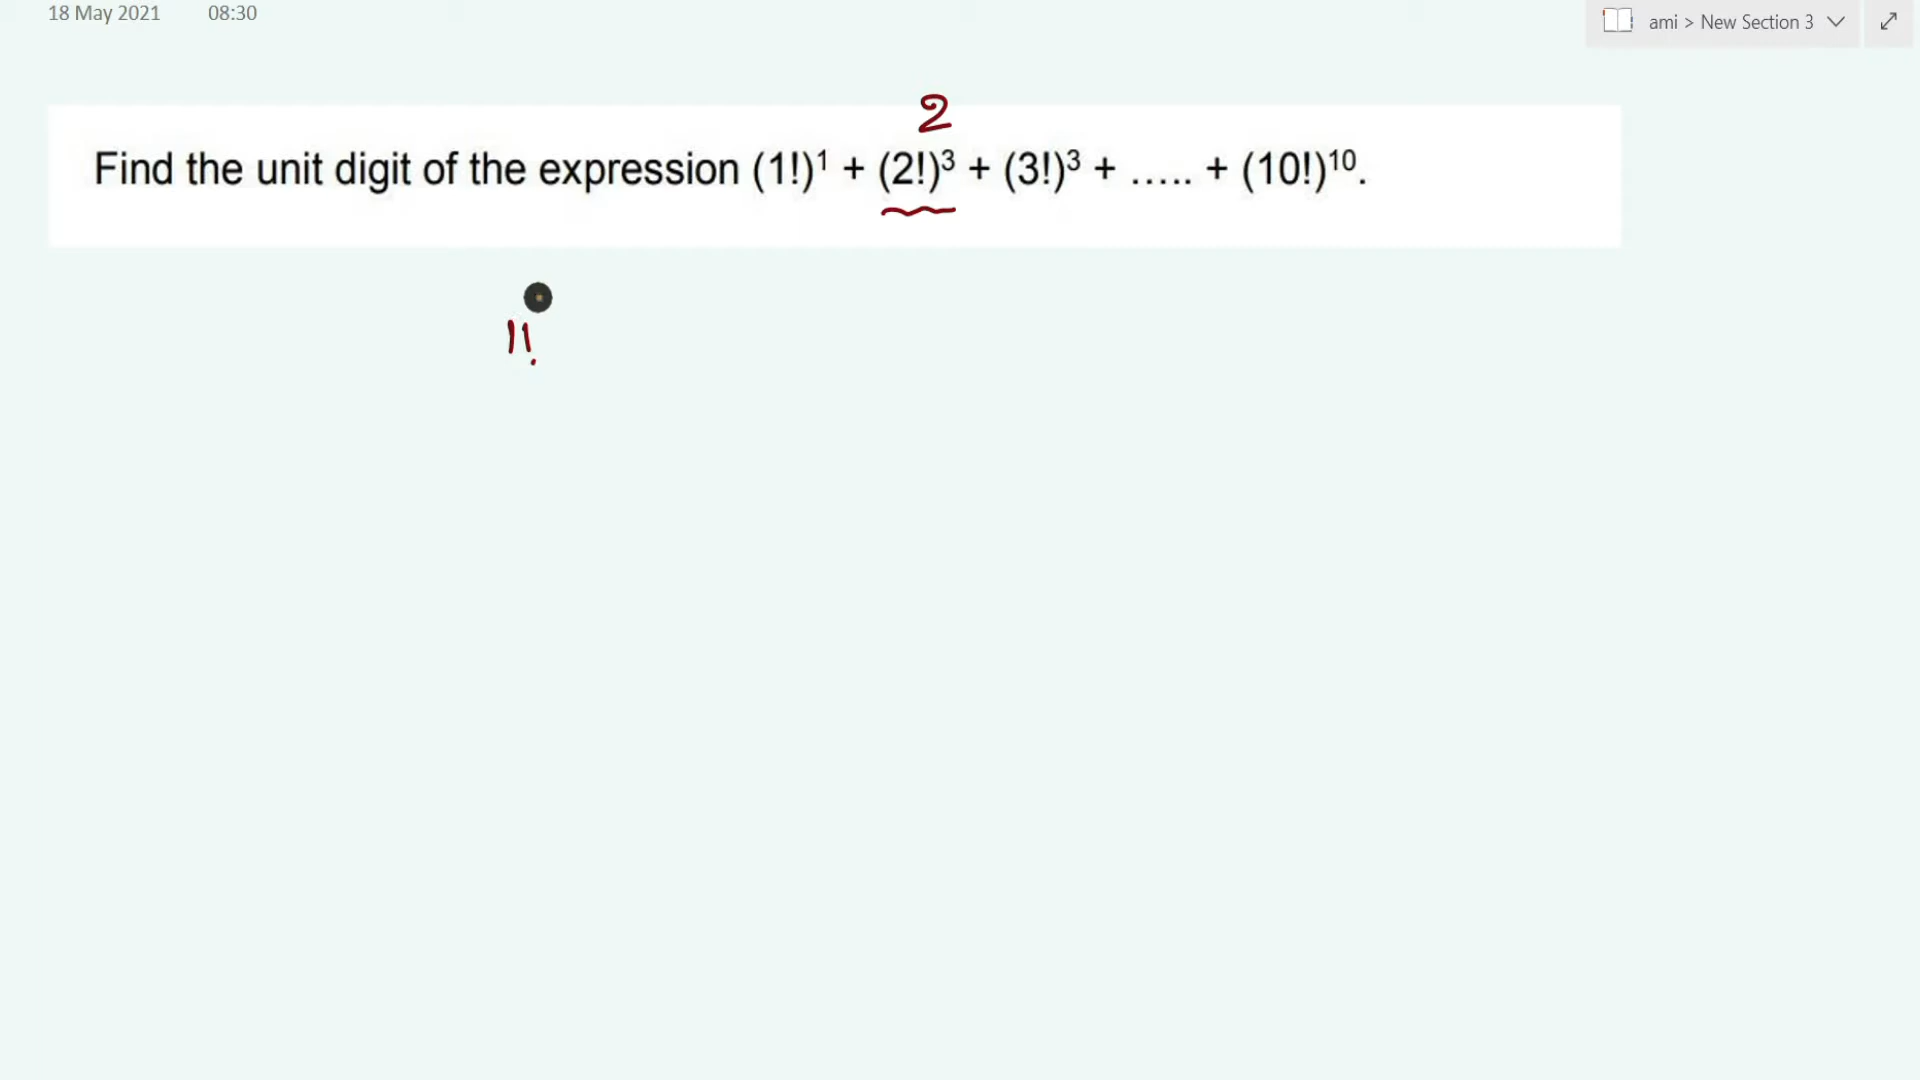 18 May 2021 08:30
ami > New Section 3
2
Find the unit digit of the expression (1!)¹ + (2!)³ + (3!)³ + ..... + (10!)¹⁰.
1!